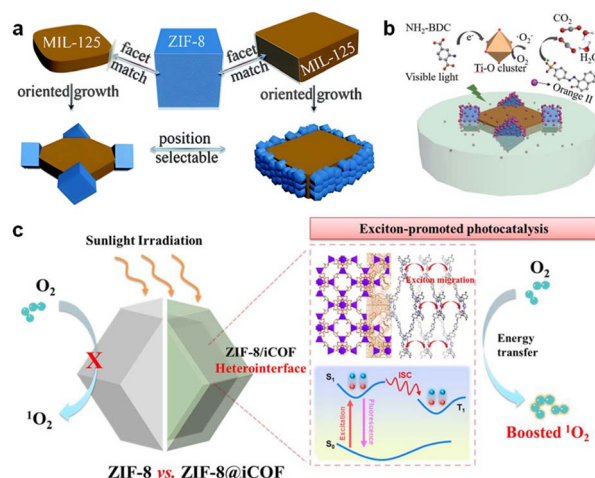 a
MIL-125
ZIF-8
MIL-125
facet
match
facet
match
oriented growth
oriented growth
position
selectable
b
NH₂-BDC
Visible light
e⁻
Ti-O cluster
·O₂⁻
O₂
CO₂
H₂O
Orange II
c
Sunlight Irradiation
O₂
X
¹O₂
ZIF-8/iCOF
Heterointerface
ZIF-8 vs. ZIF-8@iCOF
Exciton-promoted photocatalysis
Exciton migration
S₁
ISC
T₁
Excitation
Fluorescence
S₀
O₂
Energy
transfer
Boosted ¹O₂